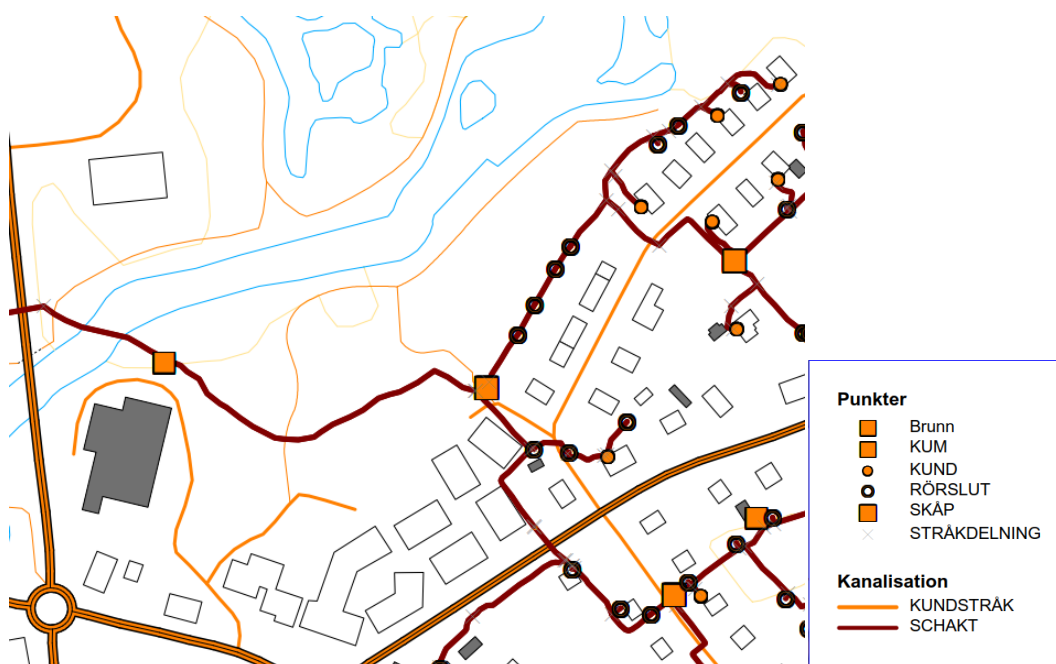 Punkter
Brunn
KUM
KUND
RÖRSLUT
SKÅP
STRÅKDELNING
Kanalisation
KUNDSTRÅK
SCHAKT